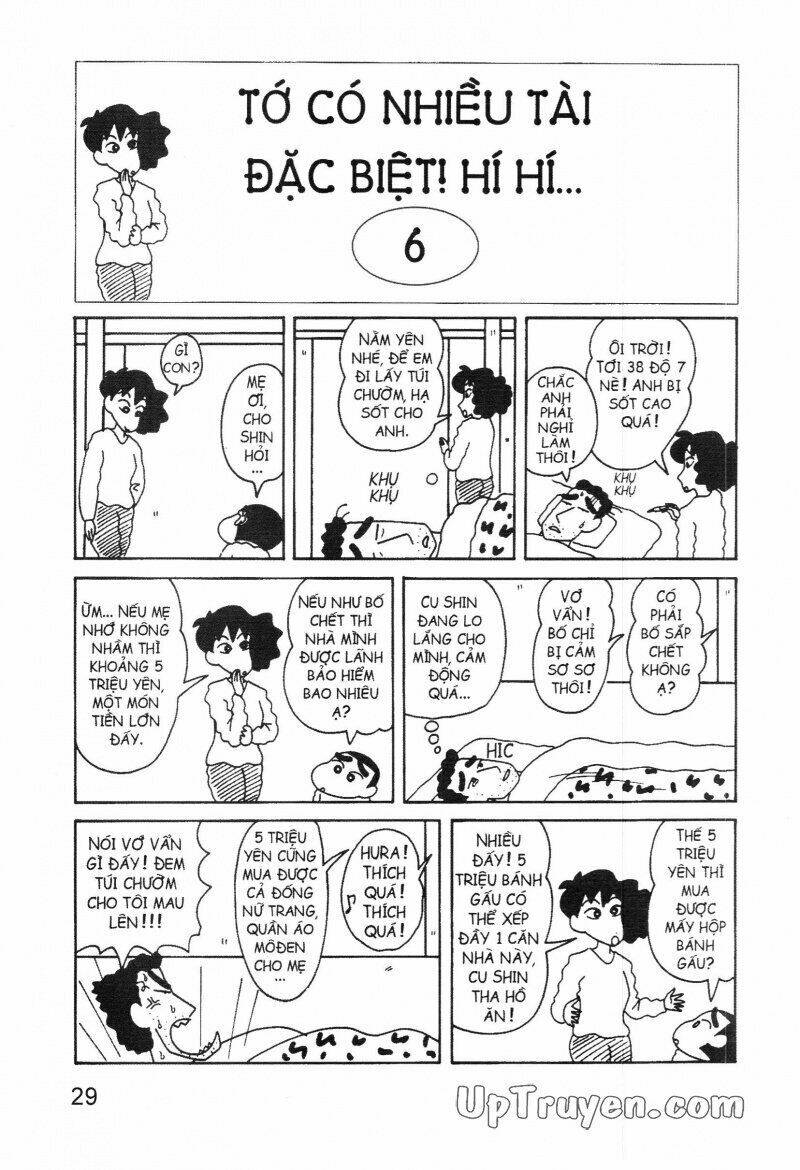 TỚ CÓ NHIỀU TÀI
ĐẶC BIỆT! HÍ HÍ...
6
ÔI TRỜI!
TỚI 38 ĐỘ 7
NÈ! ANH BỊ
SỐT CAO
QUÁ!
CHẮC
ANH
PHẢI
NGHỈ
LÀM
THÔI!
KHỤ
KHỤ
NẰM YÊN
NHÉ, ĐỂ EM
ĐI LẤY TÚI
CHƯỜM, HẠ
SỐT CHO
ANH.
KHỤ
KHỤ
MẸ
ƠI,
CHO
SHIN
HỎI
...
GÌ
CON?
CÓ
PHẢI
BỐ SẮP
CHẾT
KHÔNG
Ạ?
VỚ
VẨN!
BỐ CHỈ
BỊ CẢM
SƠ SƠ
THÔI!
CU SHIN
ĐANG LO
LẮNG CHO
MÌNH, CẢM
ĐỘNG
QUÁ...
HIC
NẾU NHƯ BỐ
CHẾT THÌ
NHÀ MÌNH
ĐƯỢC LÃNH
BẢO HIỂM
BAO NHIÊU
Ạ?
ỪM... NẾU MẸ
NHỚ KHÔNG
NHẦM THÌ
KHOẢNG 5
TRIỆU YÊN,
MỘT MÓN
TIỀN LỚN
ĐẤY.
THẾ 5
TRIỆU
YÊN THÌ
MUA
ĐƯỢC
MẤY HỘP
BÁNH
GẤU?
NHIỀU
ĐẤY! 5
TRIỆU BÁNH
GẤU CÓ
THỂ XẾP
ĐẦY 1 CĂN
NHÀ NÀY,
CU SHIN
THA HỒ
ĂN!
HURA!
THÍCH
QUÁ!
THÍCH
QUÁ!
5 TRIỆU
YÊN CŨNG
MUA ĐƯỢC
CẢ ĐỐNG
NỮ TRANG,
QUẦN ÁO
MÔĐEN
CHO MẸ
...
NÓI VỚ VẨN
GÌ ĐẤY! ĐEM
TÚI CHƯỜM
CHO TÔI MAU
LÊN!!!
29
UpTruyen.com